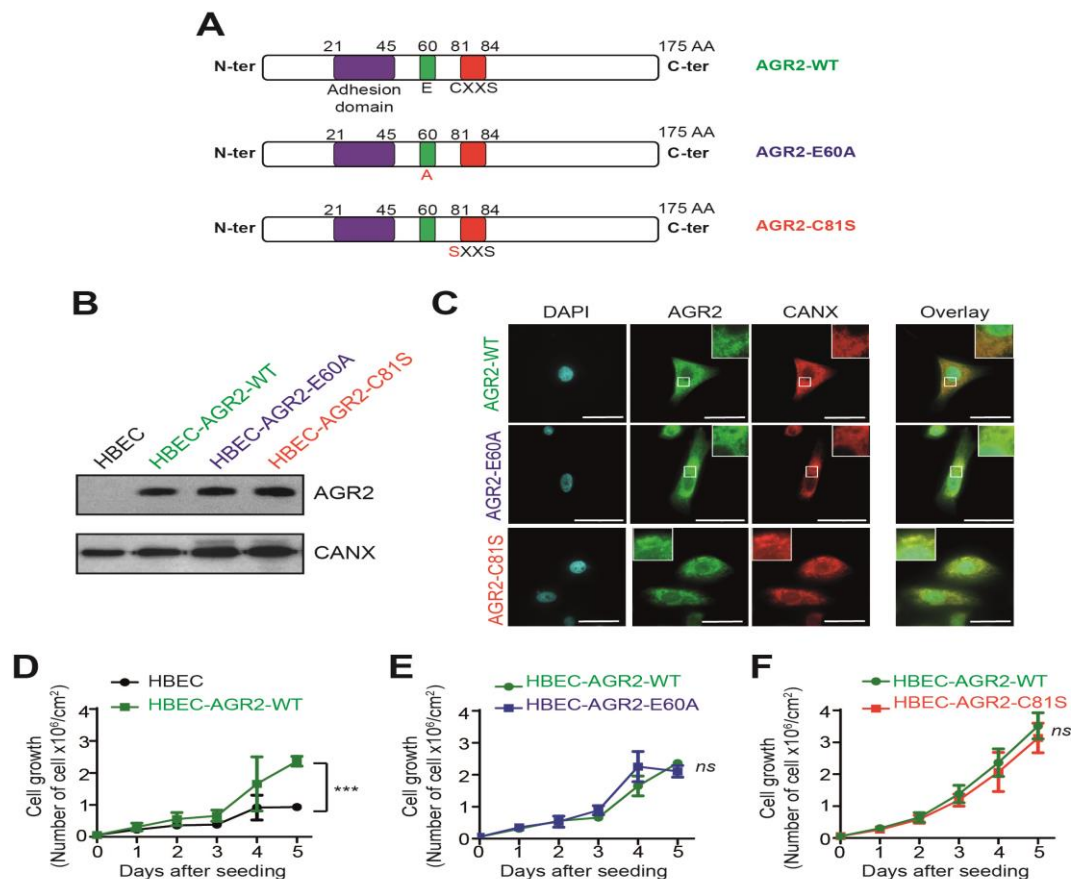 A
21 45 60 81 84 175 AA
N-ter C-ter AGR2-WT
Adhesion domain E CXXS
21 45 60 81 84 175 AA
N-ter C-ter AGR2-E60A
A
21 45 60 81 84 175 AA
N-ter C-ter AGR2-C81S
SXXS
B
HBEC
HBEC-AGR2-WT
HBEC-AGR2-E60A
HBEC-AGR2-C81S
AGR2
CANX
C
DAPI AGR2 CANX Overlay
AGR2-WT
AGR2-E60A
AGR2-C81S
D
HBEC
HBEC-AGR2-WT
Cell growth
(Number of cell x10⁶/cm²)
4
3
2
1
0
***
0 1 2 3 4 5
Days after seeding
E
HBEC-AGR2-WT
HBEC-AGR2-E60A
Cell growth
(Number of cell x10⁶/cm²)
4
3
2
1
0
ns
0 1 2 3 4 5
Days after seeding
F
HBEC-AGR2-WT
HBEC-AGR2-C81S
Cell growth
(Number of cell x10⁶/cm²)
4
3
2
1
0
ns
0 1 2 3 4 5
Days after seeding